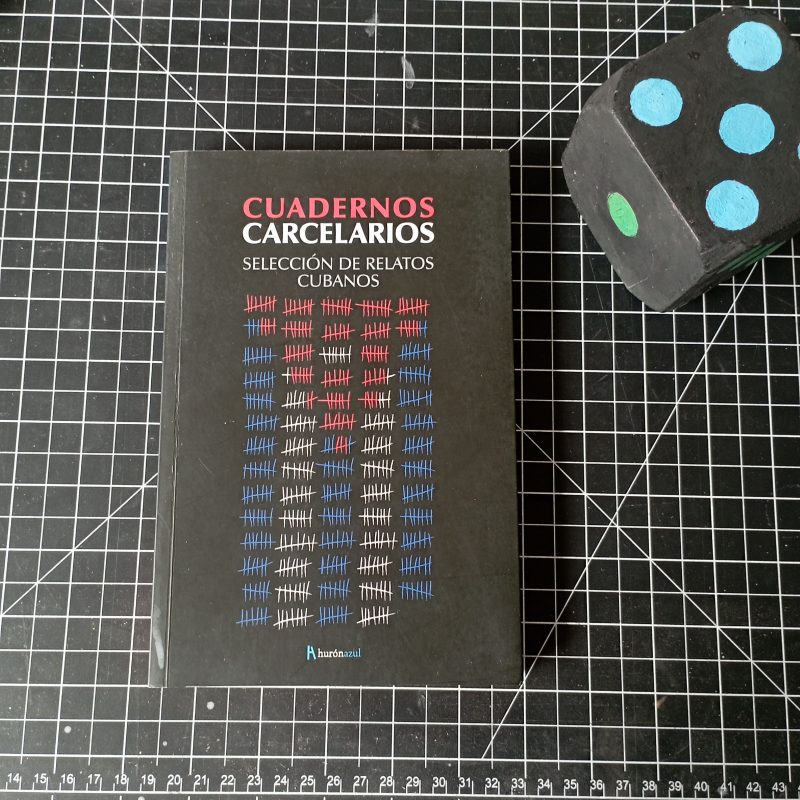 CUADERNOS
CARCELARIOS
SELECCIÓN DE RELATOS
CUBANOS
hurónazul
14 15 16 17 18 19 20 21 22 23 24 25 26 27 28 29 30 31 32 33 34 35 36 37 38 39 40 41 42 43